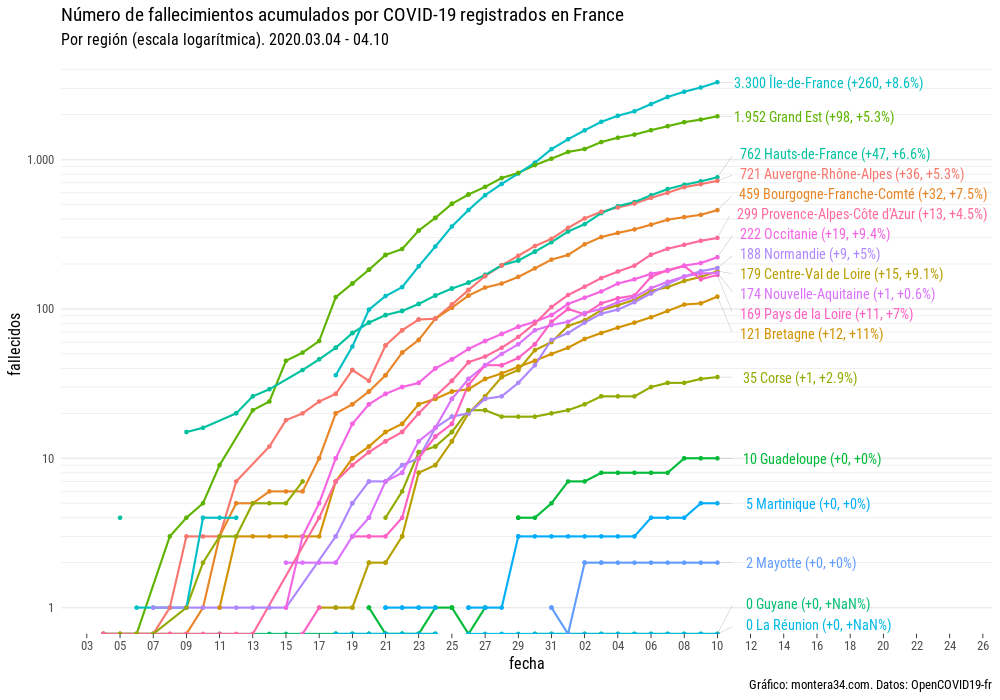 Número de fallecimientos acumulados por COVID-19 registrados en France
Por región (escala logarítmica). 2020.03.04 - 04.10
3.300 Île-de-France (+260, +8.6%)
1.952 Grand Est (+98, +5.3%)
762 Hauts-de-France (+47, +6.6%)
721 Auvergne-Rhône-Alpes (+36, +5.3%)
459 Bourgogne-Franche-Comté (+32, +7.5%)
299 Provence-Alpes-Côte d'Azur (+13, +4.5%)
222 Occitanie (+19, +9.4%)
188 Normandie (+9, +5%)
179 Centre-Val de Loire (+15, +9.1%)
174 Nouvelle-Aquitaine (+1, +0.6%)
169 Pays de la Loire (+11, +7%)
121 Bretagne (+12, +11%)
35 Corse (+1, +2.9%)
10 Guadeloupe (+0, +0%)
5 Martinique (+0, +0%)
2 Mayotte (+0, +0%)
0 Guyane (+0, +NaN%)
0 La Réunion (+0, +NaN%)
1.000
100
10
1
fallecidos
03 05 07 09 11 13 15 17 19 21 23 25 27 29 31 02 04 06 08 10 12 14 16 18 20 22 24 26
fecha
Gráfico: montera34.com. Datos: OpenCOVID19-fr